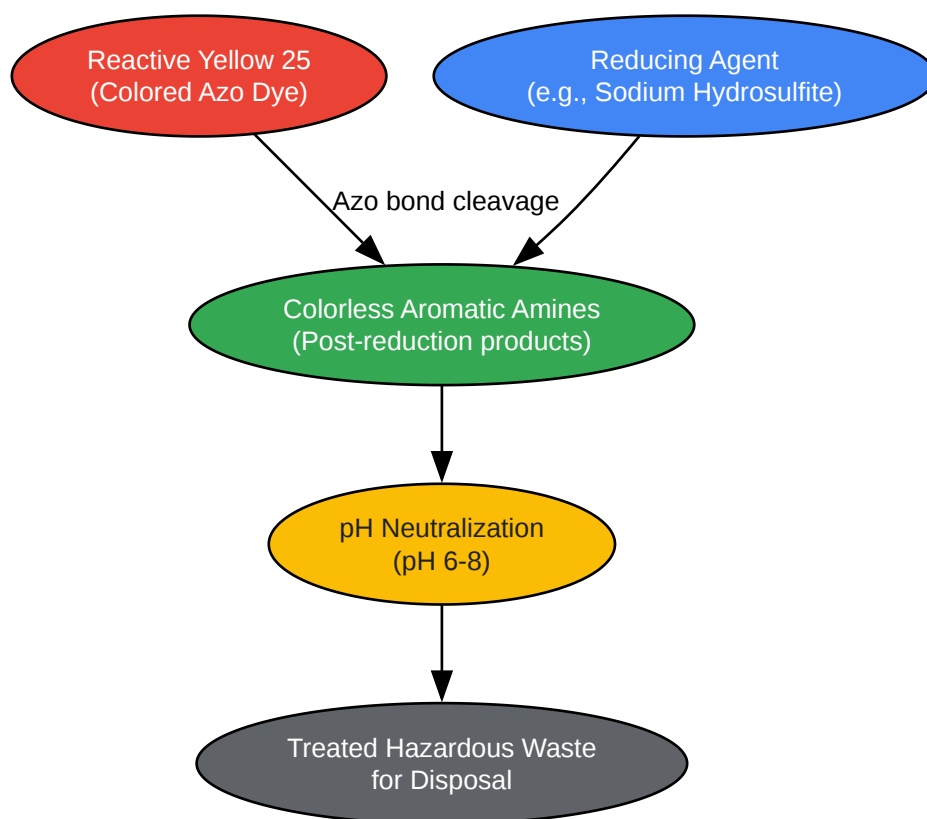 Reactive Yellow 25
(Colored Azo Dye)
Reducing Agent
(e.g., Sodium Hydrosulfite)
Azo bond cleavage
Colorless Aromatic Amines
(Post-reduction products)
pH Neutralization
(pH 6-8)
Treated Hazardous Waste
for Disposal